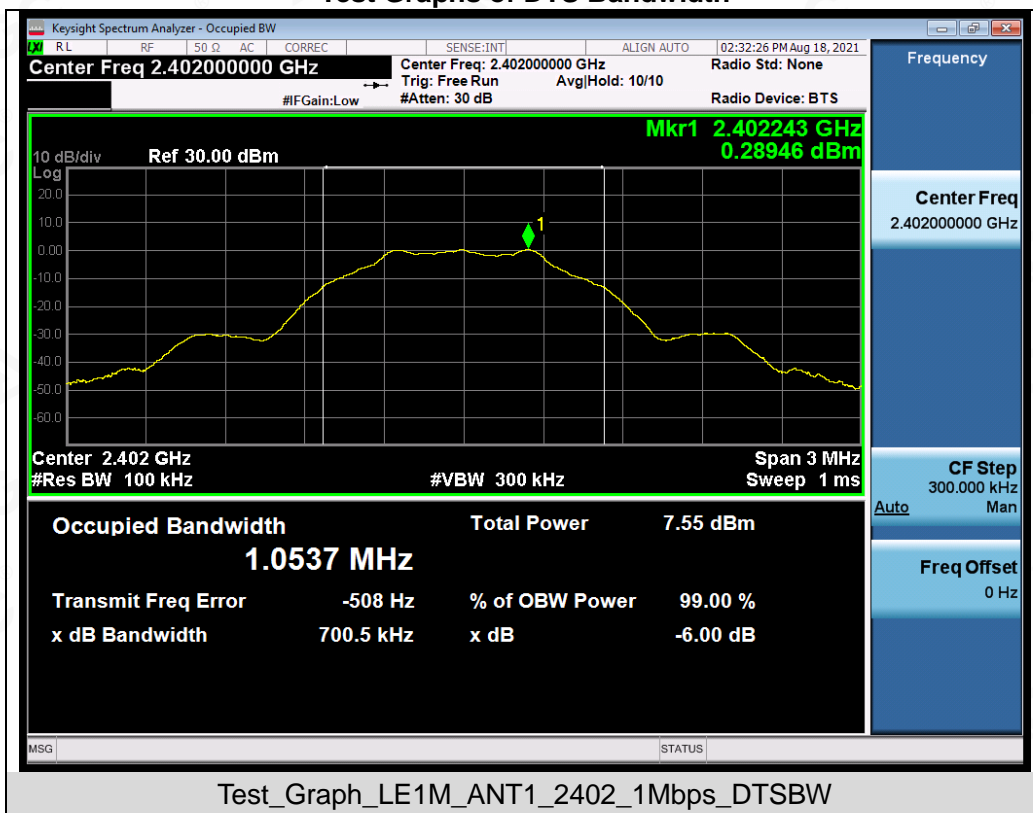 Test Graphs of DTS Bandwidth
Keysight Spectrum Analyzer - Occupied BW
LXI RL RF 50 Ω AC CORREC SENSE:INT ALIGN AUTO 02:32:26 PM Aug 18, 2021
Center Freq 2.402000000 GHz
Center Freq: 2.402000000 GHz Radio Std: None
Trig: Free Run Avg|Hold: 10/10
#IFGain:Low #Atten: 30 dB Radio Device: BTS
Mkr1 2.402243 GHz
0.28946 dBm
10 dB/div Ref 30.00 dBm
Log
20.0
10.0
0.00
-10.0
-20.0
-30.0
-40.0
-50.0
-60.0
1
Center 2.402 GHz Span 3 MHz
#Res BW 100 kHz #VBW 300 kHz Sweep 1 ms
Occupied Bandwidth Total Power 7.55 dBm
1.0537 MHz
Transmit Freq Error -508 Hz % of OBW Power 99.00 %
x dB Bandwidth 700.5 kHz x dB -6.00 dB
MSG STATUS
Frequency
Center Freq
2.402000000 GHz
CF Step
300.000 kHz
Auto Man
Freq Offset
0 Hz
Test_Graph_LE1M_ANT1_2402_1Mbps_DTSBW